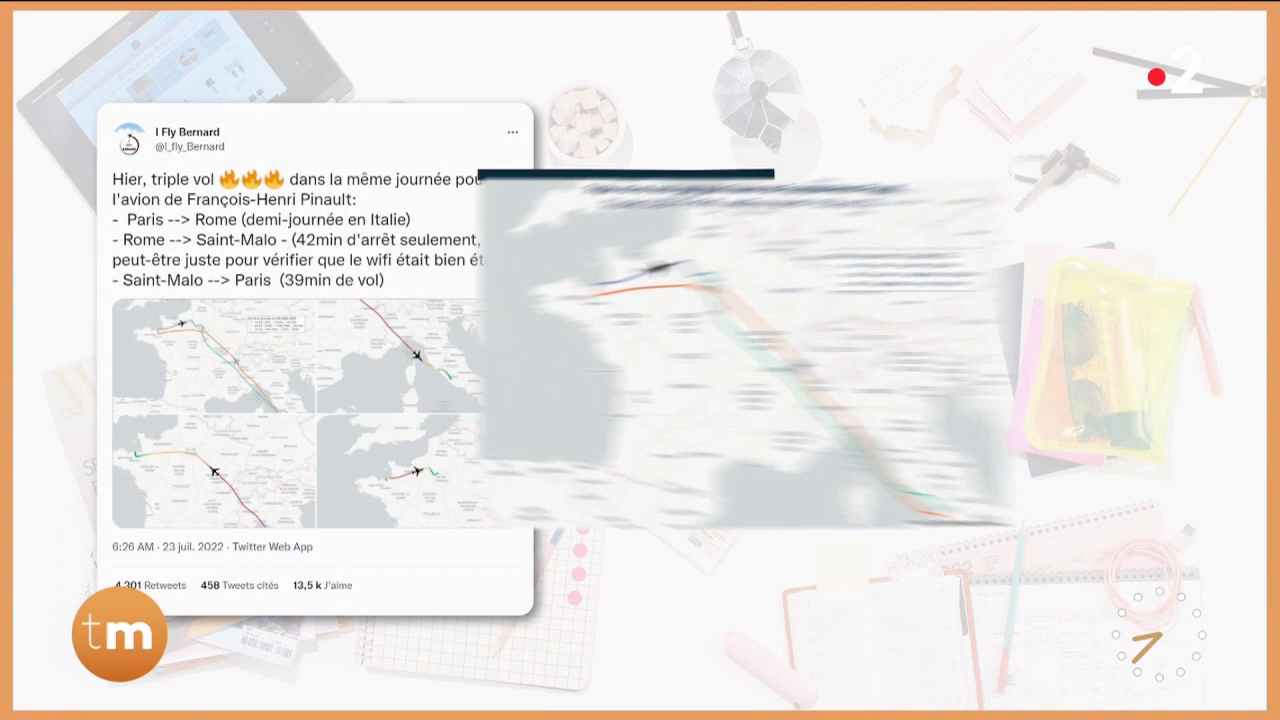 2
I Fly Bernard
@i_fly_Bernard
Hier, triple vol 🔥🔥🔥 dans la même journée pou
l'avion de François-Henri Pinault:
- Paris --> Rome (demi-journée en Italie)
- Rome --> Saint-Malo - (42min d'arrêt seulement,
peut-être juste pour vérifier que le wifi était bien ét
- Saint-Malo --> Paris (39min de vol)
6:26 AM · 23 juil. 2022 · Twitter Web App
4 301 Retweets 458 Tweets cités 13,5 k J'aime
tm